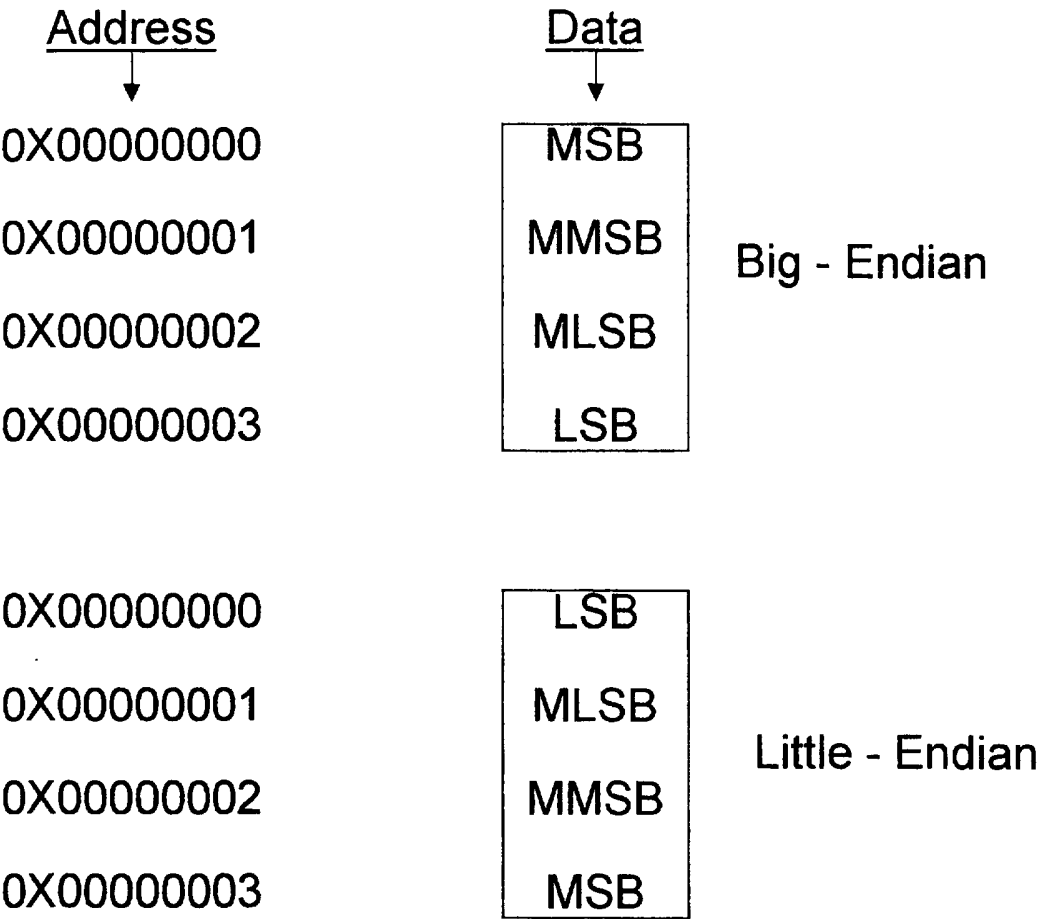 Address Data
0X00000000 MSB
0X00000001 MMSB
Big - Endian
0X00000002 MLSB
0X00000003 LSB
0X00000000 LSB
0X00000001 MLSB
Little - Endian
0X00000002 MMSB
0X00000003 MSB